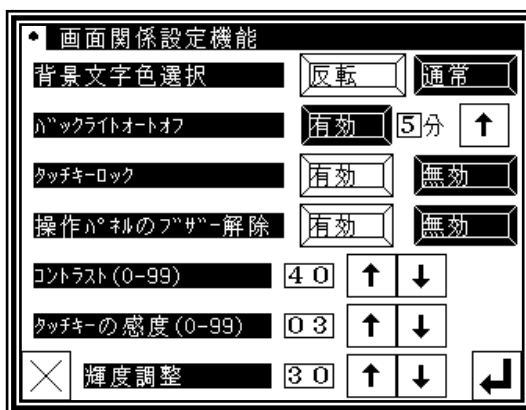 • 画面関係設定機能
背景文字色選択 反転 通常
ﾊﾞｯｸﾗｲﾄｵｰﾄｵﾌ 有効 5分 ↑
ﾀｯﾁｷｰﾛｯｸ 有効 無効
操作ﾊﾟﾈﾙのﾌﾞｻﾞｰ解除 有効 無効
ｺﾝﾄﾗｽﾄ(0-99) 40 ↑ ↓
ﾀｯﾁｷｰの感度(0-99) 03 ↑ ↓
輝度調整 30 ↑ ↓